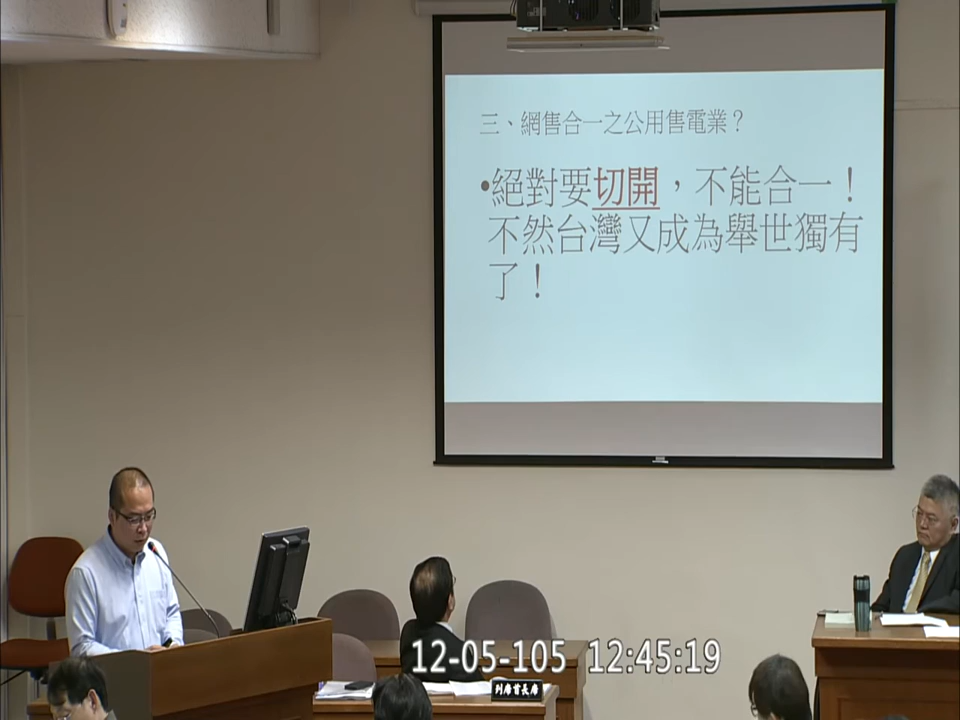 三、網售合一之公用售電業？
•絕對要切開，不能合一！
不然台灣又成為舉世獨有
了！
12-05-105 12:45:19
列席首長席